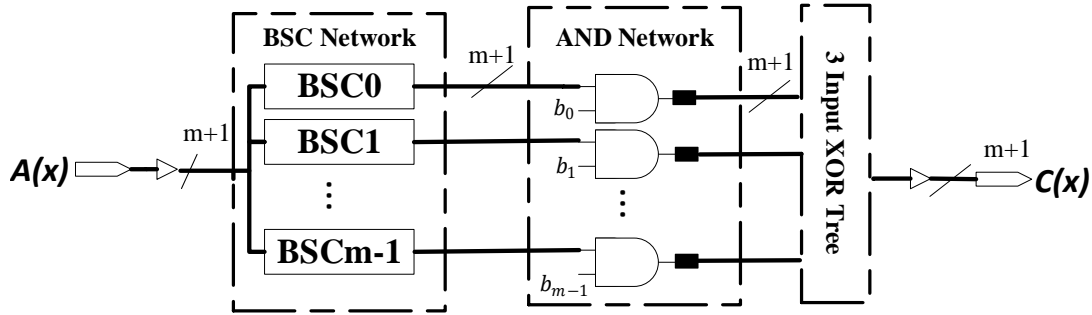 BSC Network
AND Network
m+1
m+1
BSC0
b₀
m+1
BSC1
b₁
A(x)
⋮
⋮
BSCm-1
bₘ₋₁
3 Input XOR Tree
m+1
C(x)